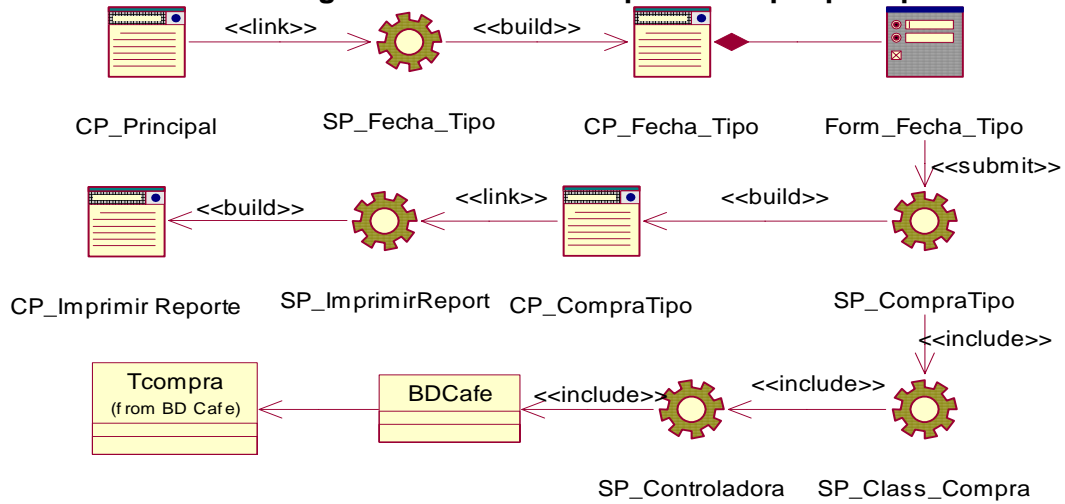 <<link>>
<<build>>
CP_Principal
SP_Fecha_Tipo
CP_Fecha_Tipo
Form_Fecha_Tipo
<<submit>>
<<build>>
<<link>>
<<build>>
CP_Imprimir Reporte
SP_ImprimirReport
CP_CompraTipo
SP_CompraTipo
<<include>>
Tcompra
(from BD Cafe)
BDCafe
<<include>>
<<include>>
SP_Controladora
SP_Class_Compra